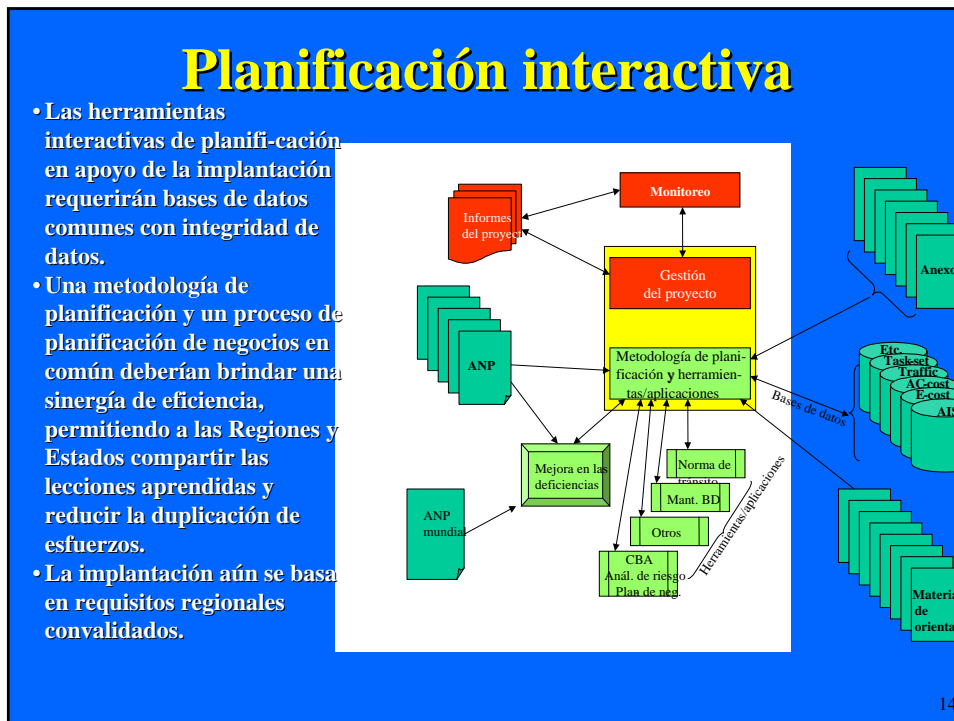 Planificación interactiva
• Las herramientas
interactivas de planifi-cación
en apoyo de la implantación
requerirán bases de datos
comunes con integridad de
datos.
• Una metodología de
planificación y un proceso de
planificación de negocios en
común deberían brindar una
sinergía de eficiencia,
permitiendo a las Regiones y
Estados compartir las
lecciones aprendidas y
reducir la duplicación de
esfuerzos.
• La implantación aún se basa
en requisitos regionales
convalidados.
Monitoreo
Informes
del proyect
Gestión
del proyecto
ANP
Metodología de plani-
ficación y herramien-
tas/aplicaciones
Anexo
Etc.
Task-set
Traffic
AC-cost
E-cost
AIS
Bases de datos
Mejora en las
deficiencias
Norma de
tránsito
Mant. BD
Otros
CBA
Anál. de riesgo
Plan de neg.
Herramientas/aplicaciones
ANP
mundial
Materia
de
orienta
14